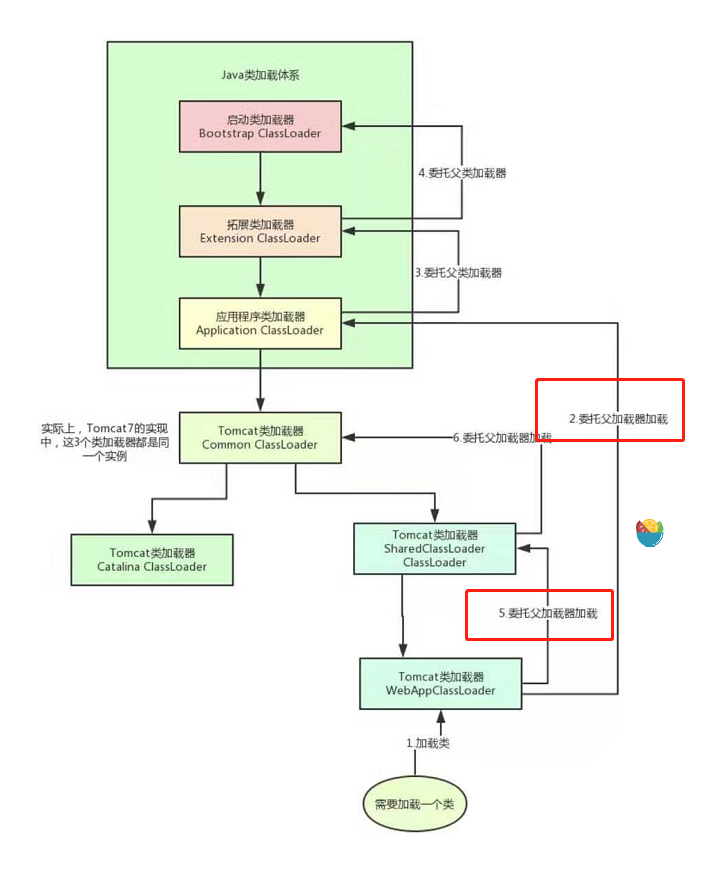 Java类加载体系
启动类加载器
Bootstrap ClassLoader
4.委托父类加载器
拓展类加载器
Extension ClassLoader
3.委托父类加载器
应用程序类加载器
Application ClassLoader
2.委托父加载器加载
实际上，Tomcat7的实现
中，这3个类加载器都是同
一个实例
Tomcat类加载器
Common ClassLoader
6.委托父加载器加载
Tomcat类加载器
SharedClassLoader
ClassLoader
Tomcat类加载器
Catalina ClassLoader
5.委托父加载器加载
Tomcat类加载器
WebAppClassLoader
1.加载类
需要加载一个类